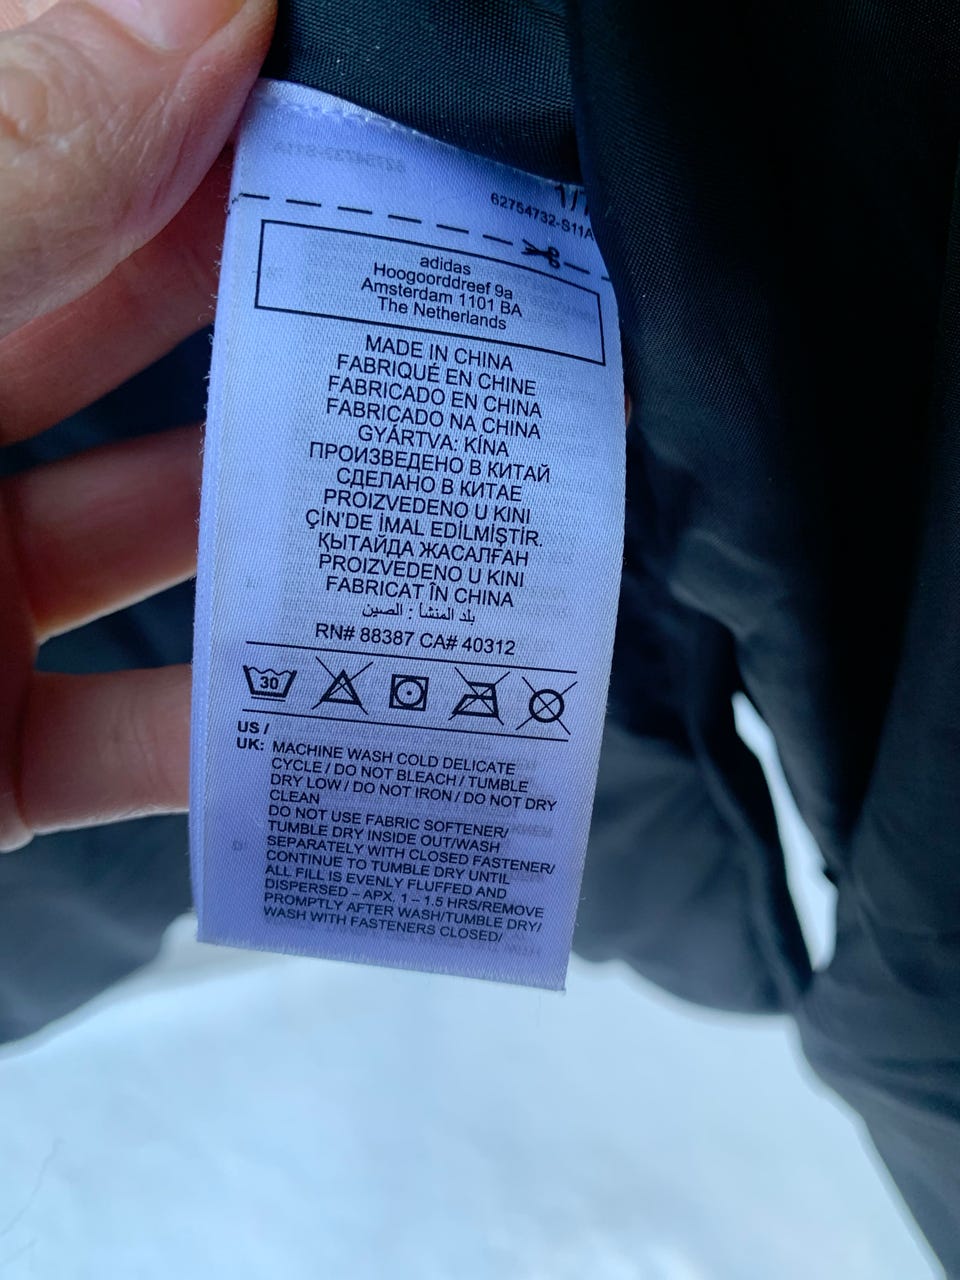 62754732-S11A
adidas
Hoogoorddreef 9a
Amsterdam 1101 BA
The Netherlands
MADE IN CHINA
FABRIQUÉ EN CHINE
FABRICADO EN CHINA
FABRICADO NA CHINA
GYÁRTVA: KÍNA
ПРОИЗВЕДЕНО В КИТАЙ
СДЕЛАНО В КИТАЕ
PROIZVEDENO U KINI
ÇİN'DE İMAL EDİLMİŞTİR.
ҚЫТАЙДА ЖАСАЛҒАН
PROIZVEDENO U KINI
FABRICAT ÎN CHINA
بلد المنشأ : الصين
RN# 88387 CA# 40312
30
US /
UK: MACHINE WASH COLD DELICATE
CYCLE / DO NOT BLEACH / TUMBLE
DRY LOW / DO NOT IRON / DO NOT DRY
CLEAN
DO NOT USE FABRIC SOFTENER/
TUMBLE DRY INSIDE OUT/WASH
SEPARATELY WITH CLOSED FASTENER/
CONTINUE TO TUMBLE DRY UNTIL
ALL FILL IS EVENLY FLUFFED AND
DISPERSED – APX. 1 – 1.5 HRS/REMOVE
PROMPTLY AFTER WASH/TUMBLE DRY/
WASH WITH FASTENERS CLOSED/